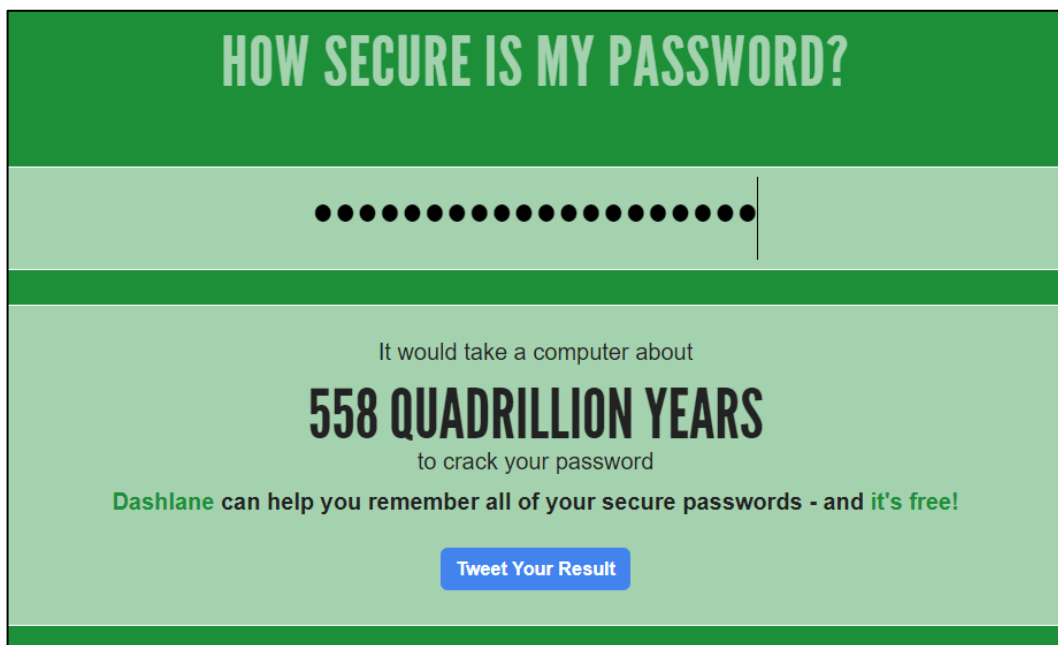 HOW SECURE IS MY PASSWORD?
It would take a computer about
558 QUADRILLION YEARS
to crack your password
Dashlane can help you remember all of your secure passwords - and it's free!
Tweet Your Result